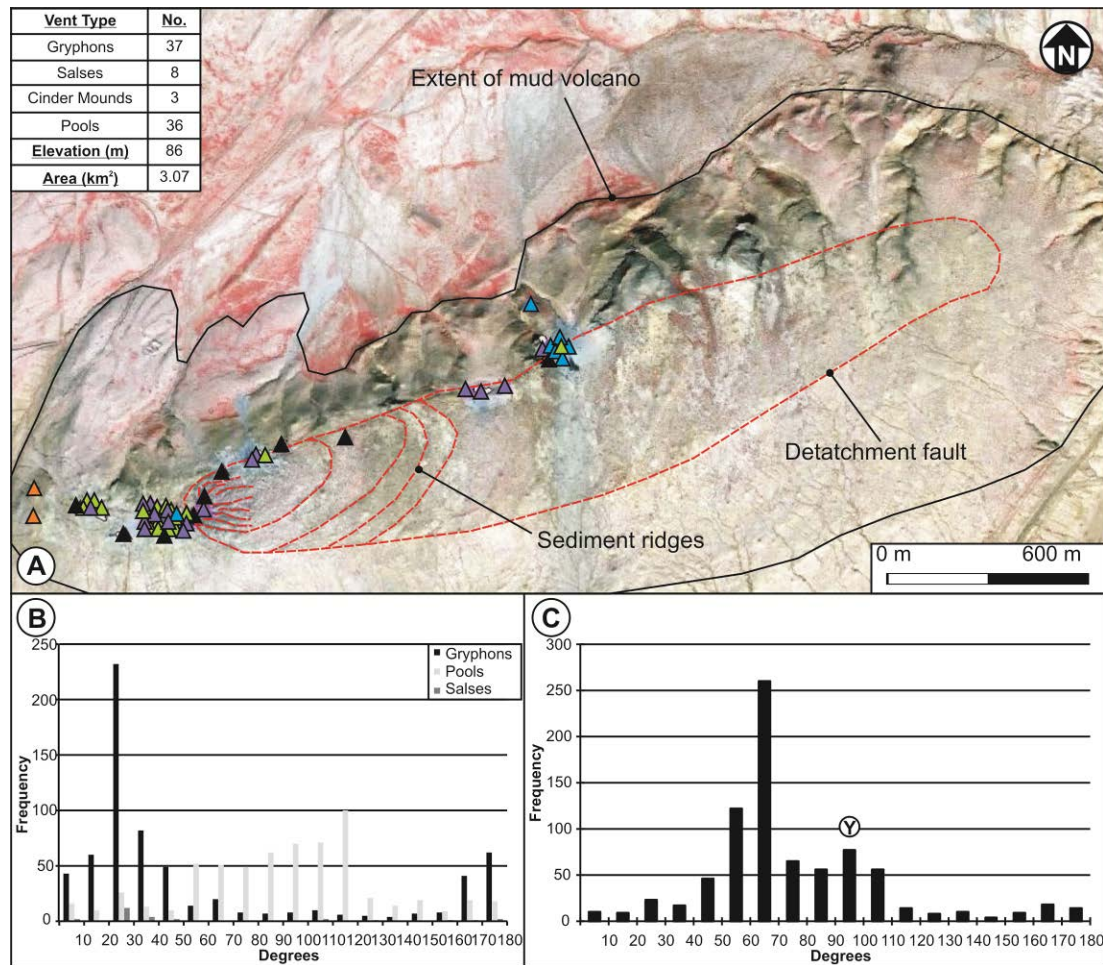 Vent Type No.
Gryphons 37
Salses 8
Cinder Mounds 3
Pools 36
Elevation (m) 86
Area (km²) 3.07
N
Extent of mud volcano
Detatchment fault
Sediment ridges
A
0 m 600 m
B
250
200
150
100
50
0
Frequency
Gryphons
Pools
Salses
10 20 30 40 50 60 70 80 90 100 110 120 130 140 150 160 170 180
Degrees
C
300
250
200
150
100
50
0
Frequency
Y
10 20 30 40 50 60 70 80 90 100 110 120 130 140 150 160 170 180
Degrees